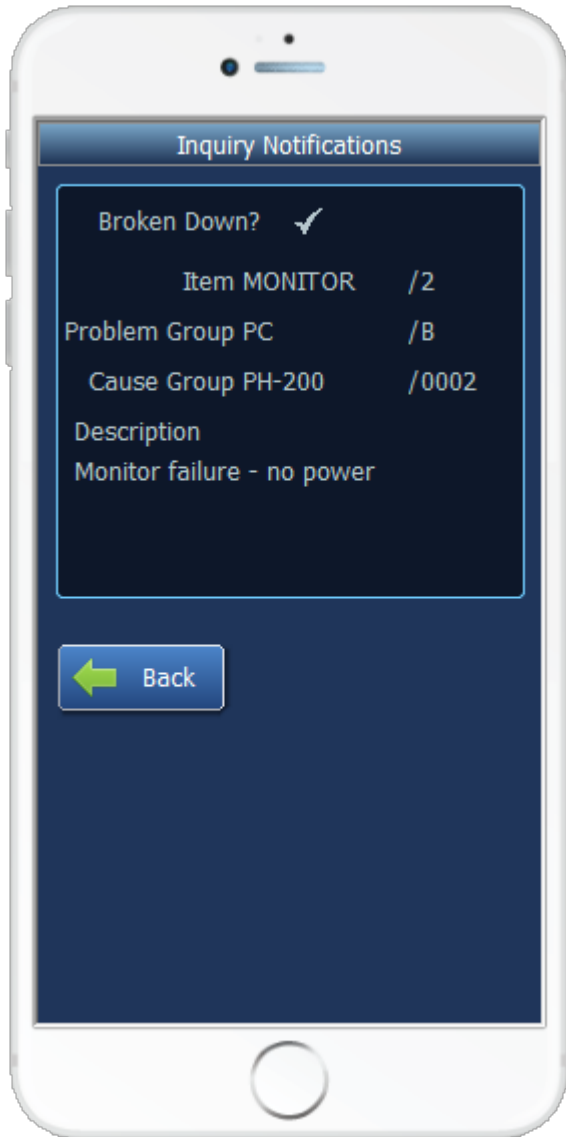 Inquiry Notifications
Broken Down? ✓
Item MONITOR /2
Problem Group PC /B
Cause Group PH-200 /0002
Description
Monitor failure - no power
Back